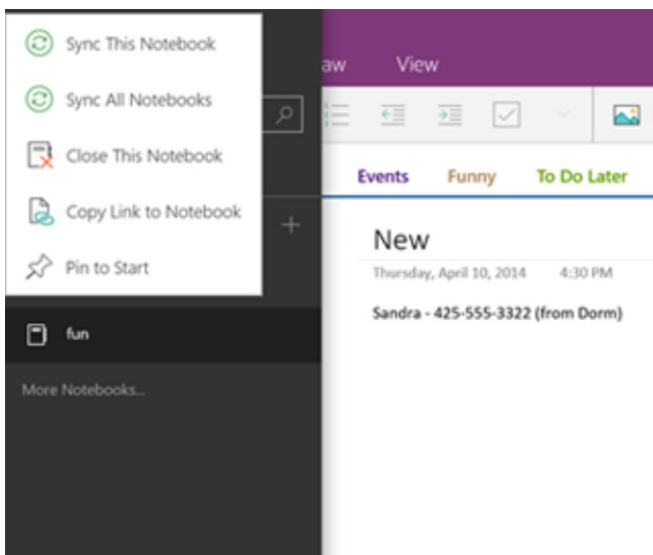 Sync This Notebook
Sync All Notebooks
Close This Notebook
Copy Link to Notebook
Pin to Start
fun
More Notebooks...
aw View
Events Funny To Do Later
New
Thursday, April 10, 2014 4:30 PM
Sandra - 425-555-3322 (from Dorm)